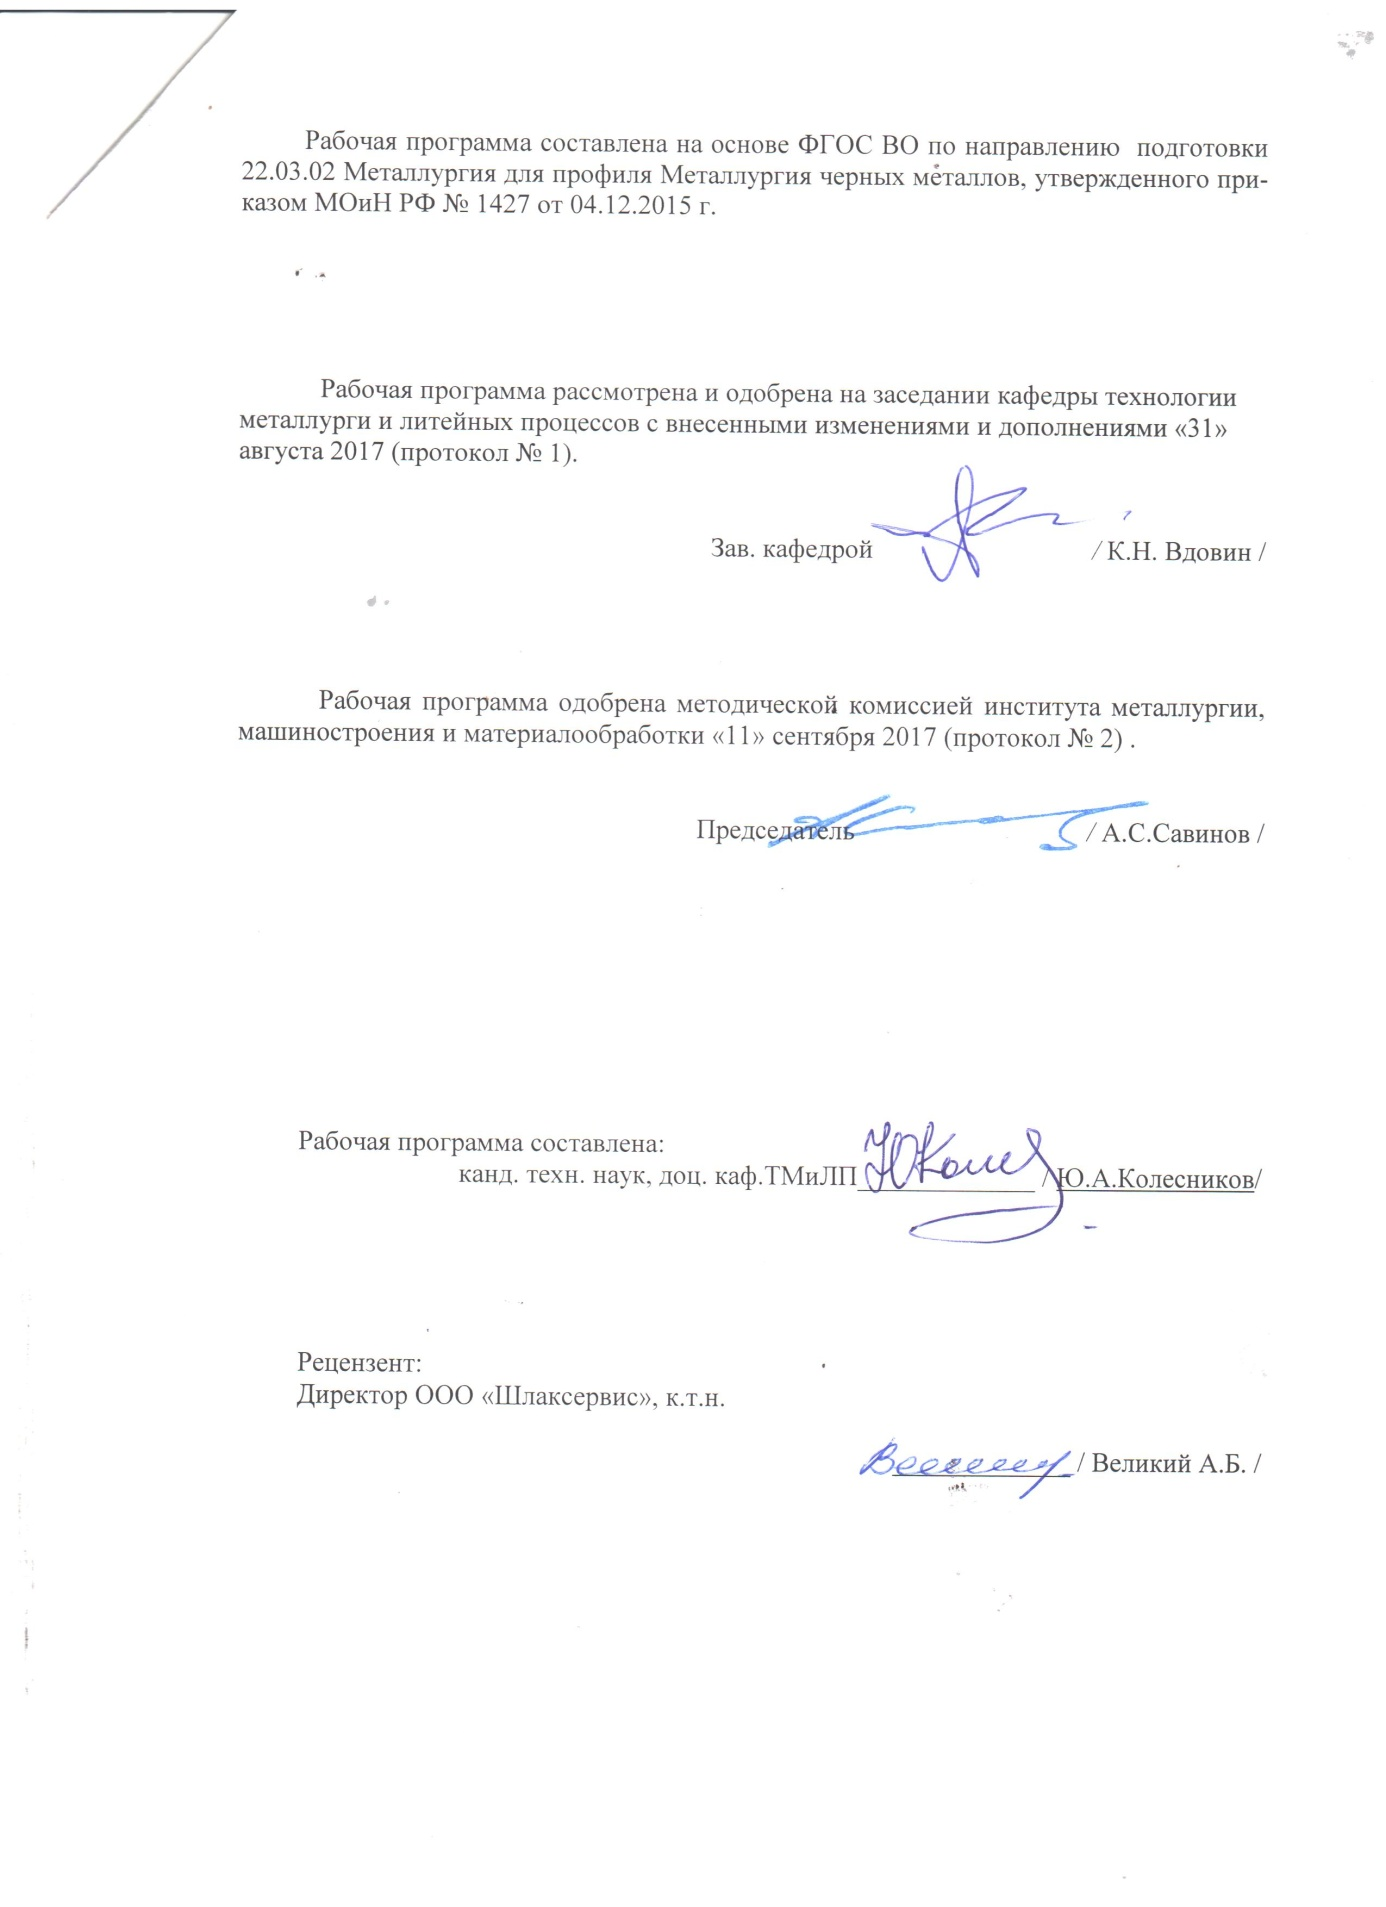 Рабочая программа составлена на основе ФГОС ВО по направлению подготовки
22.03.02 Металлургия для профиля Металлургия черных металлов, утвержденного при-
казом МОиН РФ № 1427 от 04.12.2015 г.
Рабочая программа рассмотрена и одобрена на заседании кафедры технологии
металлурги и литейных процессов с внесенными изменениями и дополнениями «31»
августа 2017 (протокол № 1).
Зав. кафедрой / К.Н. Вдовин /
Рабочая программа одобрена методической комиссией института металлургии,
машиностроения и материалообработки «11» сентября 2017 (протокол № 2) .
Председатель / А.С.Савинов /
Рабочая программа составлена:
канд. техн. наук, доц. каф.ТМиЛП_____________ / Ю.А.Колесников/
Рецензент:
Директор ООО «Шлаксервис», к.т.н.
_____________/ Великий А.Б. /